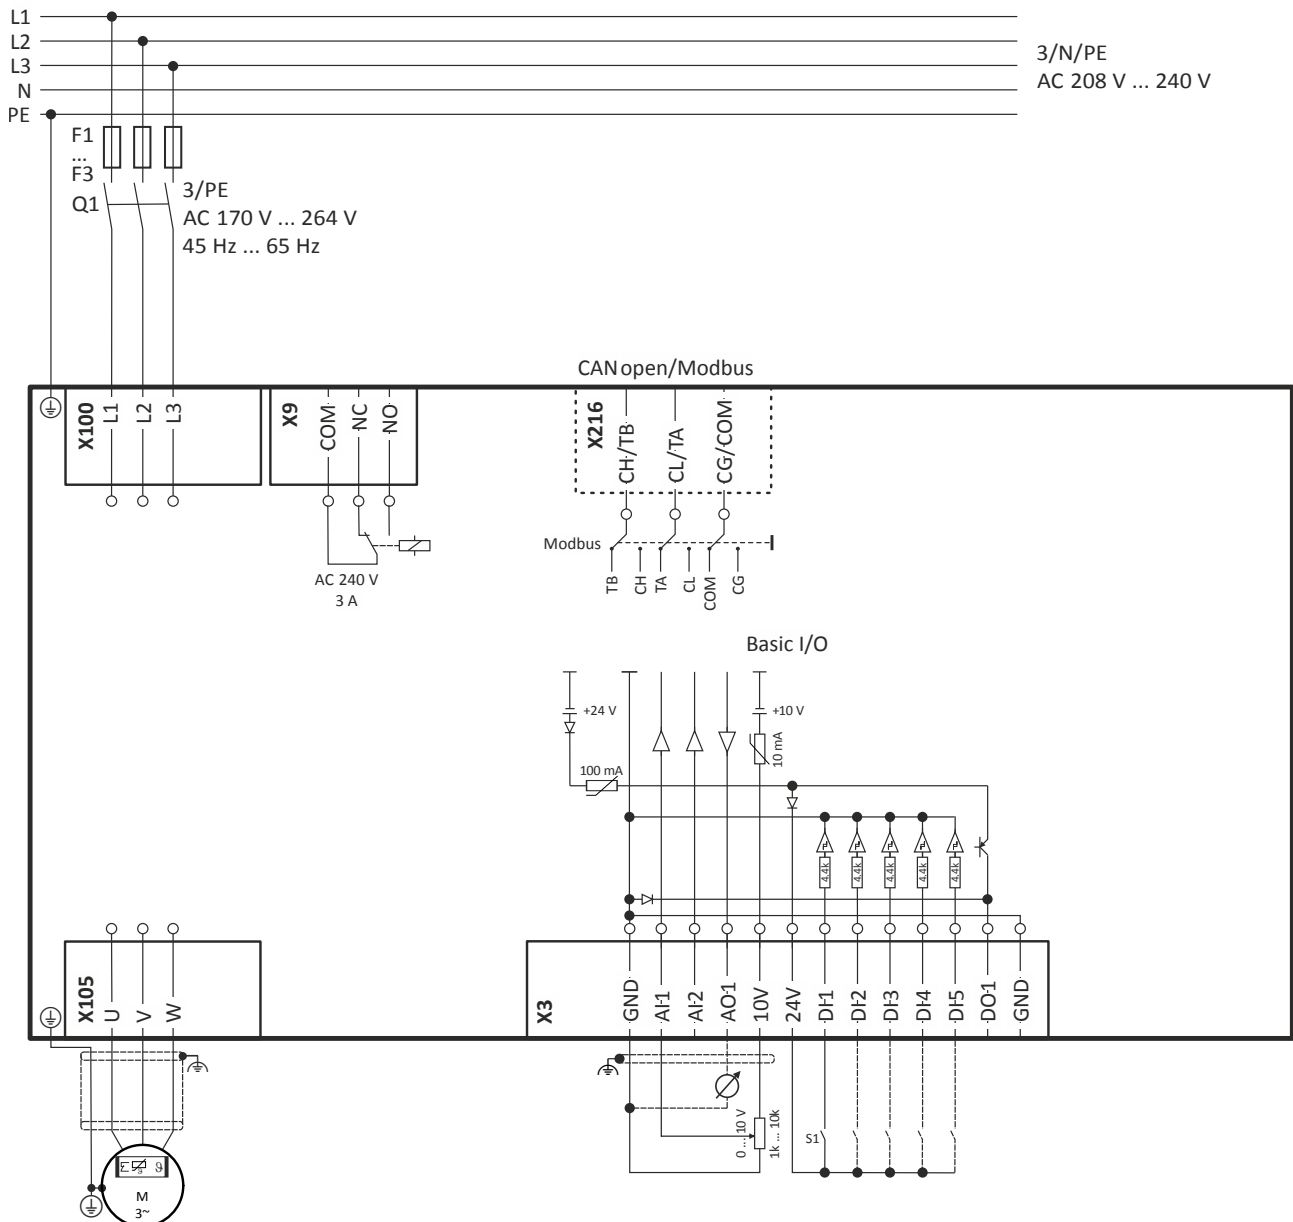 L1
L2
L3
N
PE
3/N/PE
AC 208 V ... 240 V
F1
...
F3
Q1
3/PE
AC 170 V ... 264 V
45 Hz ... 65 Hz
CANopen/Modbus
X100
L1
L2
L3
X9
COM
NC
NO
X216
CH/TB
CL/TA
CG/COM
Modbus
TB
CH
TA
CL
COM
CG
AC 240 V
3 A
Basic I/O
+24 V
+10 V
10 mA
100 mA
4.4k
4.4k
4.4k
4.4k
4.4k
X105
U
V
W
X3
GND
AI1
AI2
AO1
10V
24V
DI1
DI2
DI3
DI4
DI5
DO1
GND
0 ... 10 V
1k ... 10k
S1
ϑ
M
3~